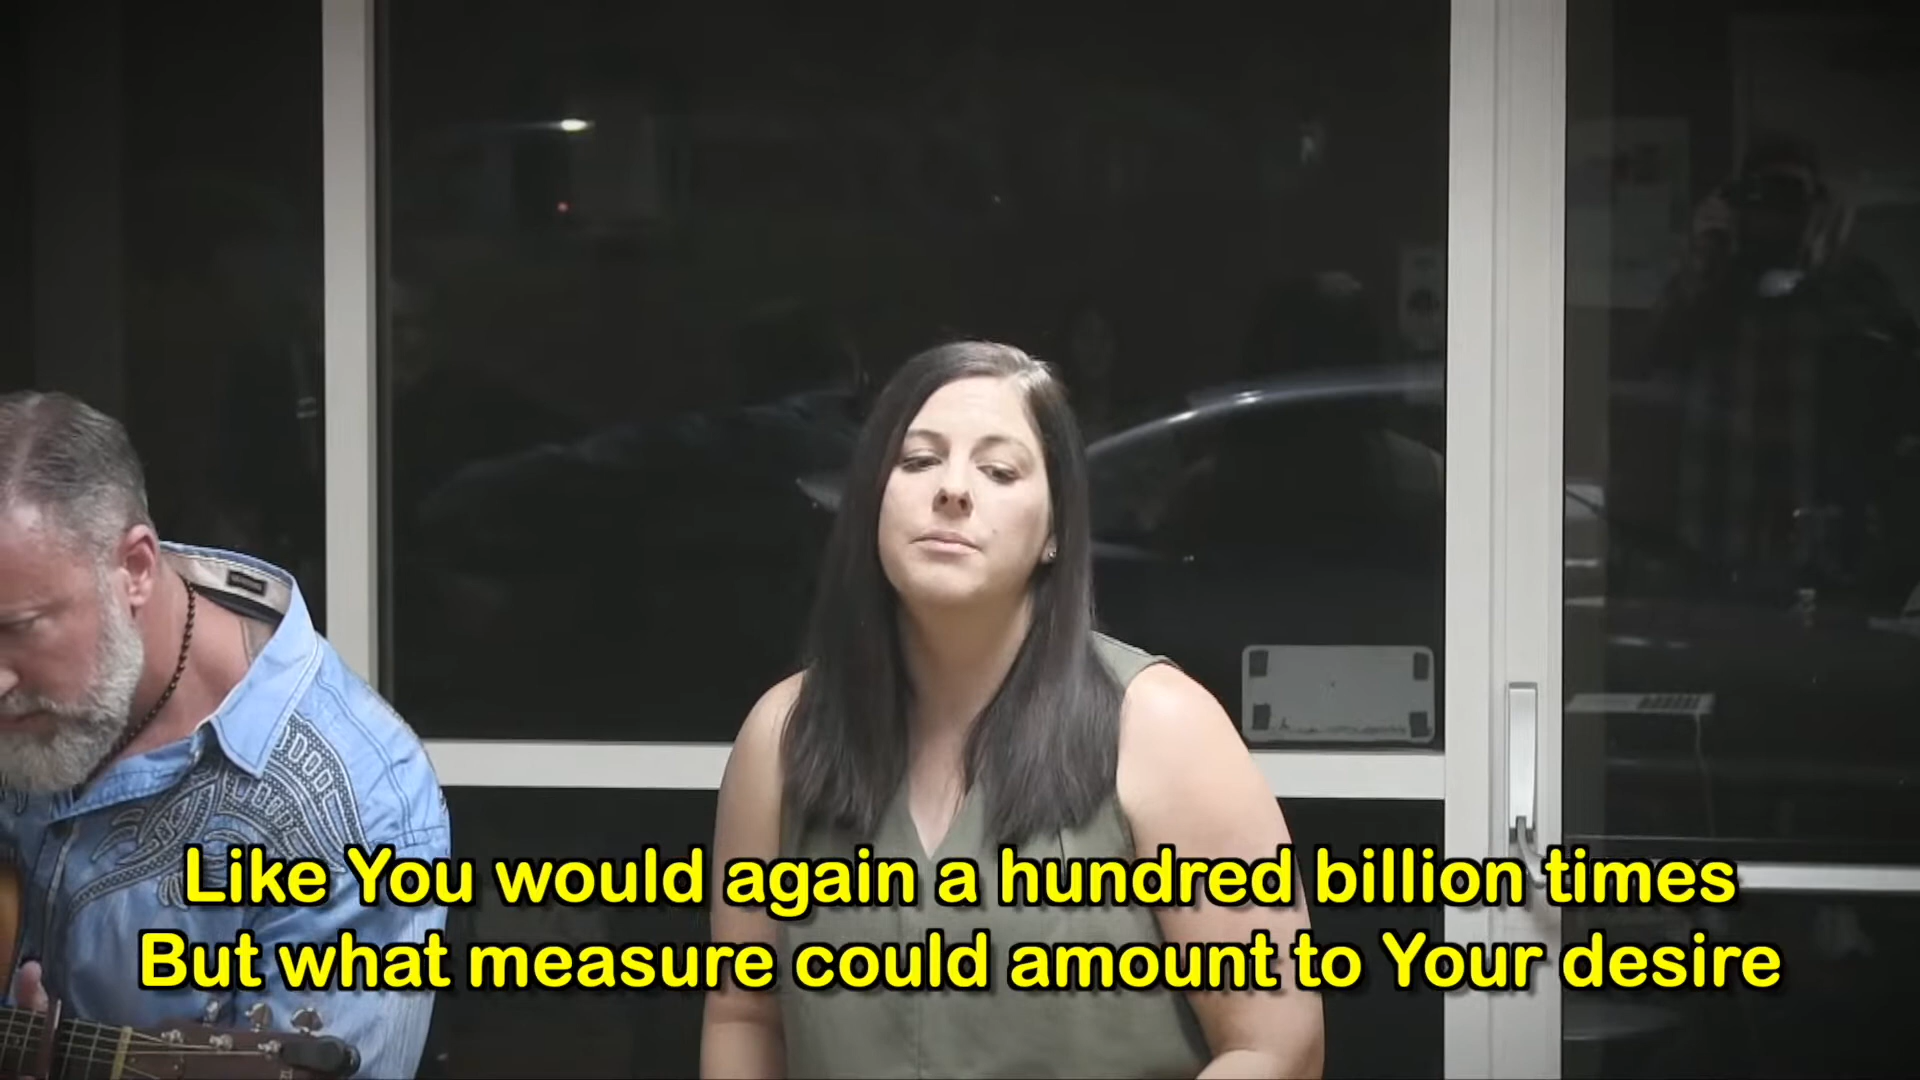 Like You would again a hundred billion times
But what measure could amount to Your desire